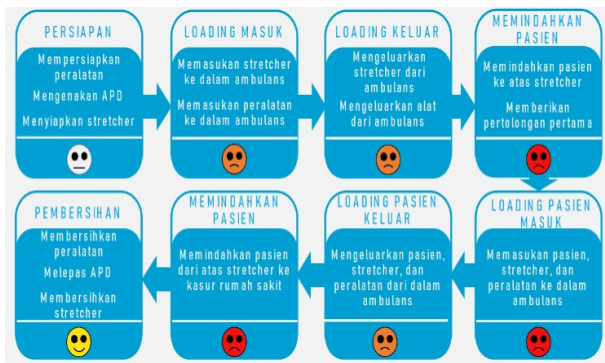 PERSIAPAN
Mempersiapkan
peralatan
Mengenakan APD
Menyiapkan stretcher
LOADING MASUK
Memasukan stretcher
ke dalam ambulans
Memasukan peralatan
ke dalam ambulans
LOADING KELUAR
Mengeluarkan
stretcher dari
ambulans
Mengeluarkan alat
dari ambulans
MEMINDAHKAN
PASIEN
Memindahkan pasien
ke atas stretcher
Memberikan
pertolongan pertama
LOADING PASIEN
MASUK
Memasukan pasien,
stretcher, dan
peralatan ke dalam
ambulans
LOADING PASIEN
KELUAR
Mengeluarkan pasien,
stretcher, dan
peralatan dari dalam
ambulans
MEMINDAHKAN
PASIEN
Memindahkan pasien
dari atas stretcher ke
kasur rumah sakit
PEMBERSIHAN
Membersihkan
peralatan
Melepas APD
Membersihkan
stretcher